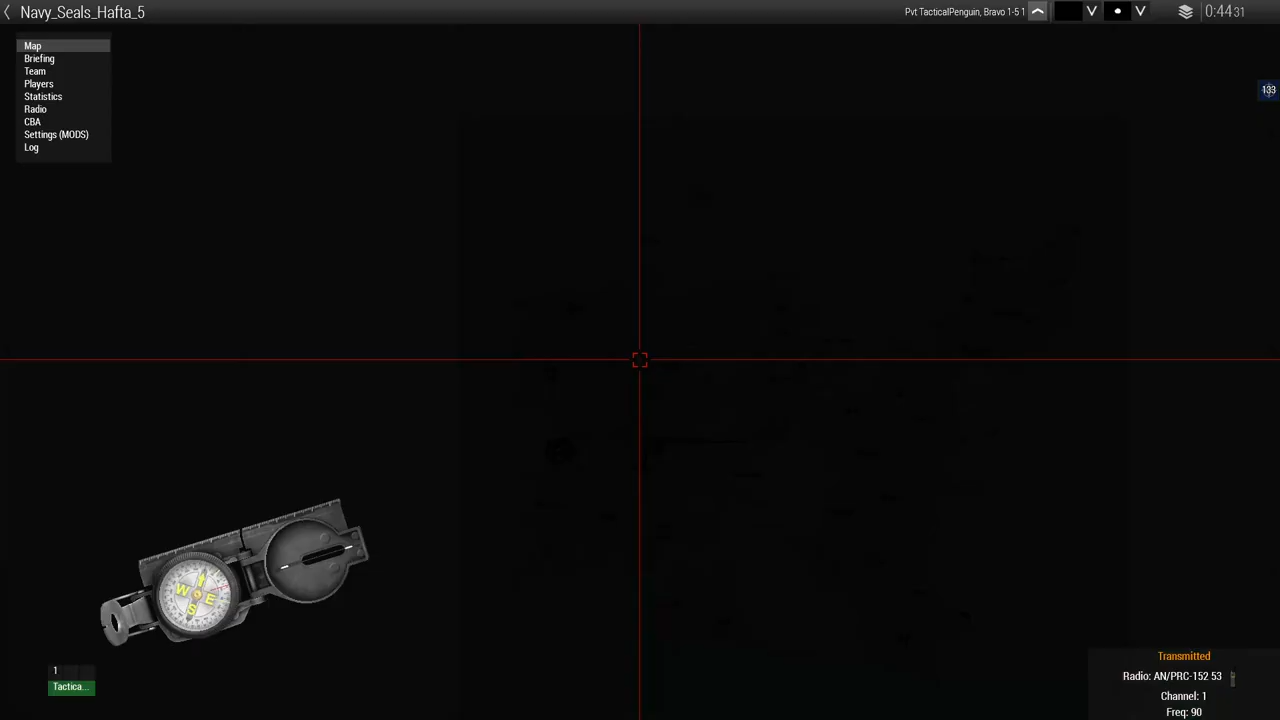 Navy_Seals_Hafta_5
Pvt TacticalPenguin, Bravo 1-5 1
0:44 31
Map
Briefing
Team
Players
Statistics
Radio
CBA
Settings (MODS)
Log
133
W
E
S
1
Tactica...
Transmitted
Radio: AN/PRC-152 53
Channel: 1
Freq: 90